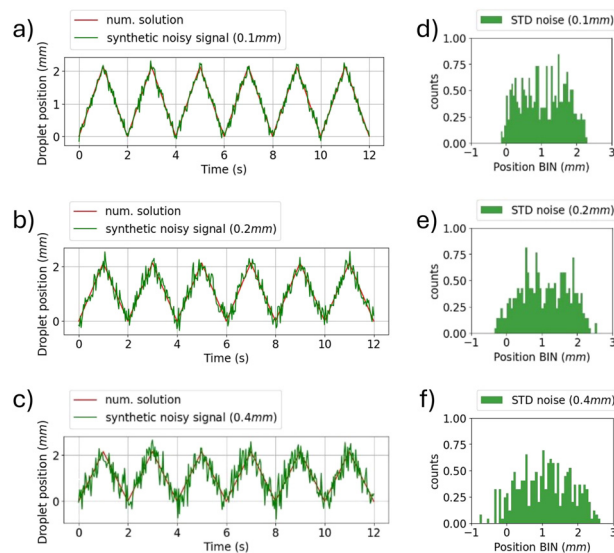 a)
num. solution
synthetic noisy signal (0.1mm)
Droplet position (mm)
2
1
0
0 2 4 6 8 10 12
Time (s)
d)
STD noise (0.1mm)
counts
1.00
0.75
0.50
0.25
0.00
−1 0 1 2 3
Position BIN (mm)
b)
num. solution
synthetic noisy signal (0.2mm)
Droplet position (mm)
2
0
0 2 4 6 8 10 12
Time (s)
e)
STD noise (0.2mm)
counts
1.00
0.75
0.50
0.25
0.00
−1 0 1 2 3
Position BIN (mm)
c)
num. solution
synthetic noisy signal (0.4mm)
Droplet position (mm)
2
0
0 2 4 6 8 10 12
Time (s)
f)
STD noise (0.4mm)
counts
1.00
0.75
0.50
0.25
0.00
−1 0 1 2 3
Position BIN (mm)